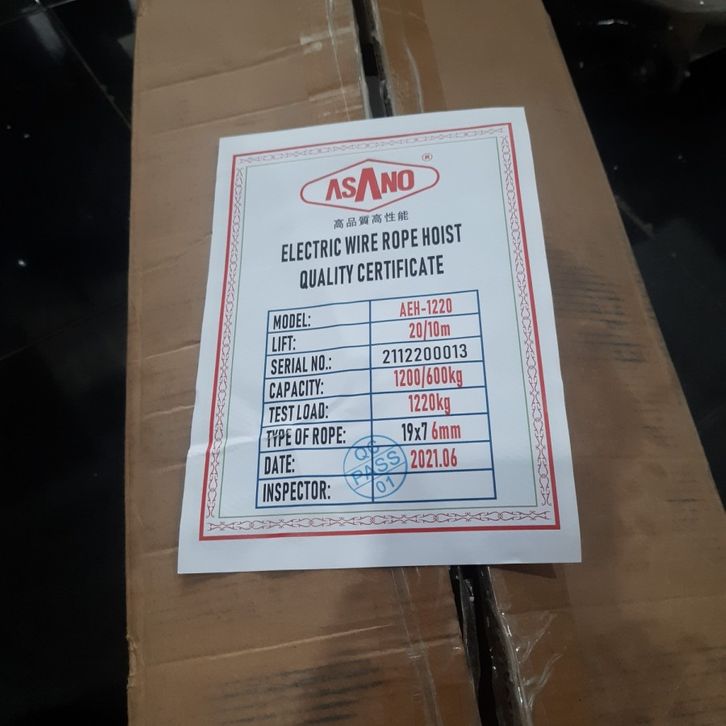 ASANO ®
高品質高性能
ELECTRIC WIRE ROPE HOIST
QUALITY CERTIFICATE
MODEL: AEH-1220
LIFT: 20/10m
SERIAL NO.: 2112200013
CAPACITY: 1200/600kg
TEST LOAD: 1220kg
TYPE OF ROPE: 19x7 6mm
DATE: 2021.06
INSPECTOR:
QC
PASS
01